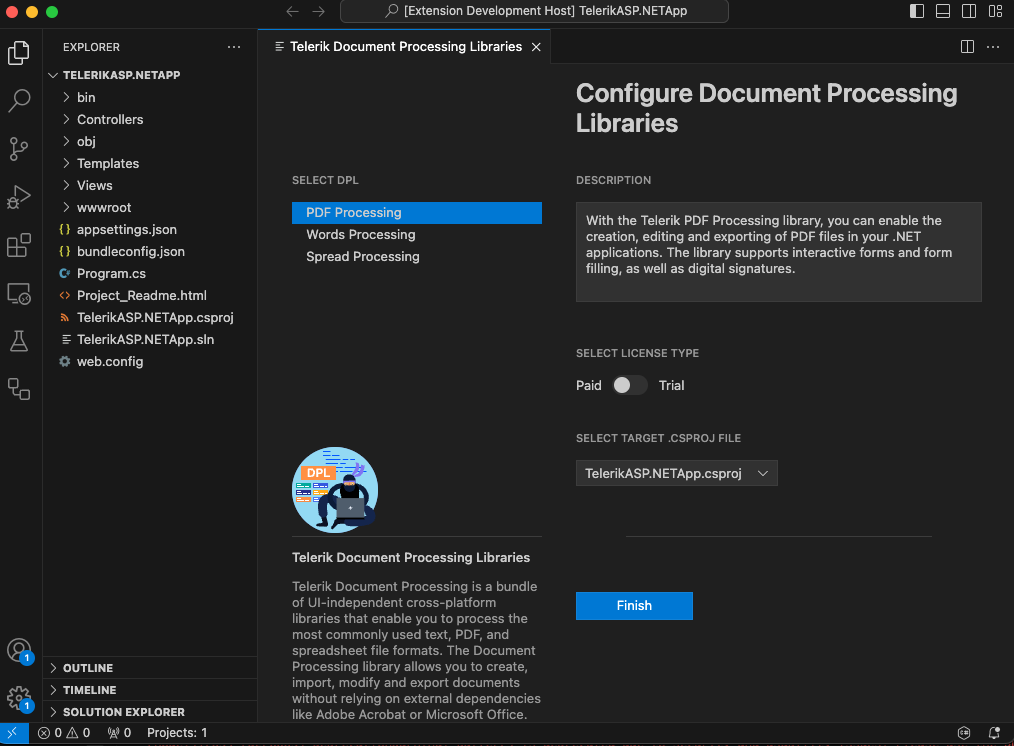 [Extension Development Host] TelerikASP.NETApp
EXPLORER
TELERIKASP.NETAPP
bin
Controllers
obj
Templates
Views
wwwroot
{} appsettings.json
{} bundleconfig.json
C# Program.cs
<> Project_Readme.html
TelerikASP.NETApp.csproj
TelerikASP.NETApp.sln
web.config
OUTLINE
TIMELINE
SOLUTION EXPLORER
1
1
Telerik Document Processing Libraries
SELECT DPL
PDF Processing
Words Processing
Spread Processing
DPL
Telerik Document Processing Libraries
Telerik Document Processing is a bundle
of UI-independent cross-platform
libraries that enable you to process the
most commonly used text, PDF, and
spreadsheet file formats. The Document
Processing library allows you to create,
import, modify and export documents
without relying on external dependencies
like Adobe Acrobat or Microsoft Office.
Configure Document Processing
Libraries
DESCRIPTION
With the Telerik PDF Processing library, you can enable the
creation, editing and exporting of PDF files in your .NET
applications. The library supports interactive forms and form
filling, as well as digital signatures.
SELECT LICENSE TYPE
Paid Trial
SELECT TARGET .CSPROJ FILE
TelerikASP.NETApp.csproj
Finish
0 0 0 Projects: 1